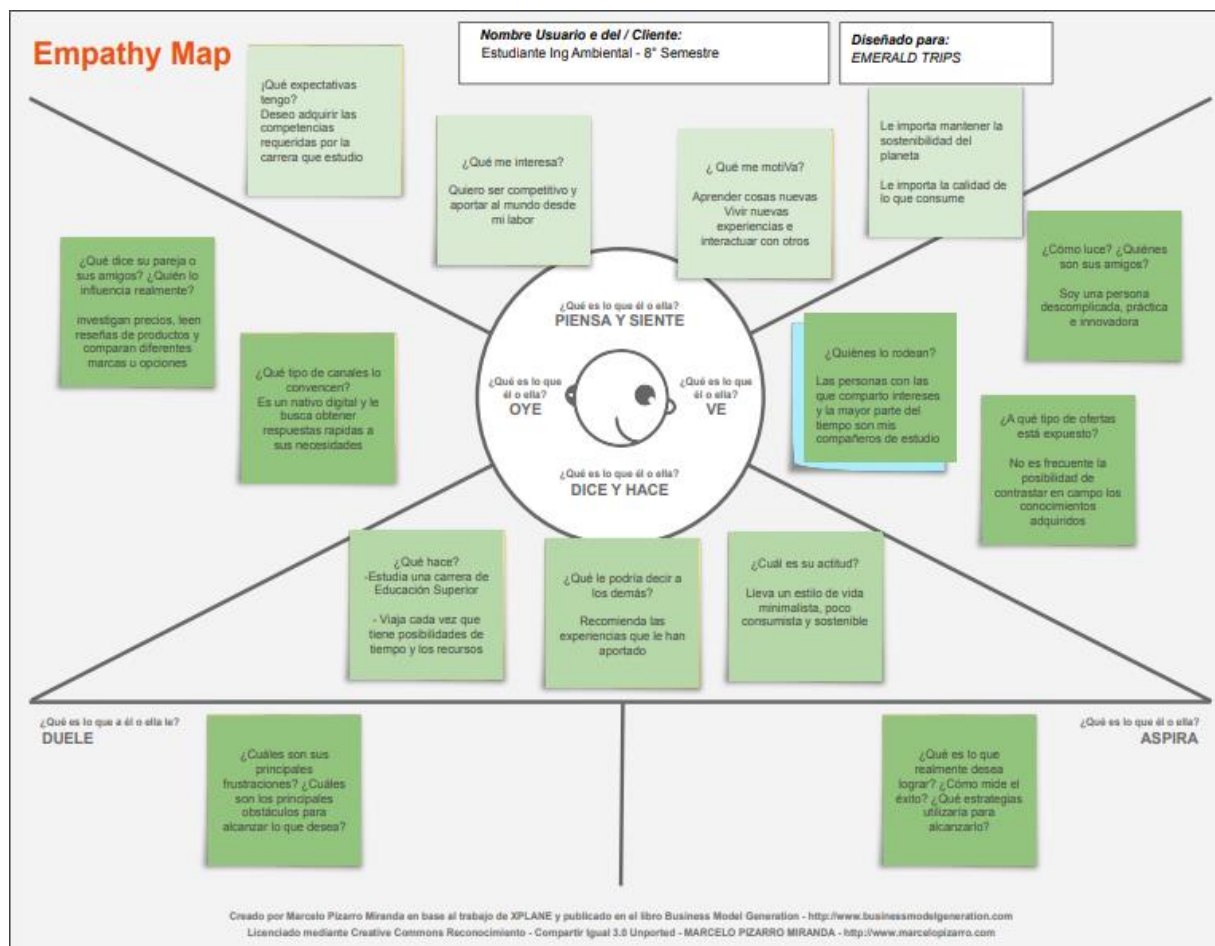 Empathy Map
Nombre Usuario e del / Cliente:
Estudiante Ing Ambiental - 8° Semestre
Diseñado para:
EMERALD TRIPS
¡Qué expectativas
tengo?
Deseo adquirir las
competencias
requeridas por la
carrera que estudio
¿Qué me interesa?
Quiero ser competitivo y
aportar al mundo desde
mi labor
¿ Qué me motiVa?
Aprender cosas nuevas
Vivir nuevas
experiencias e
interactuar con otros
Le importa mantener la
sostenibilidad del
planeta
Le importa la calidad de
lo que consume
¿Qué dice su pareja o
sus amigos? ¿Quién lo
influencia realmente?
investigan precios, leen
reseñas de productos y
comparan diferentes
marcas u opciones
¿Qué tipo de canales lo
convencen?
Es un nativo digital y le
busca obtener
respuestas rapidas a
sus necesidades
¿Qué es lo que él o ella?
PIENSA Y SIENTE
¿Qué es lo que
él o ella?
OYE
¿Qué es lo que
él o ella?
VE
¿Qué es lo que él o ella?
DICE Y HACE
¿Quiénes lo rodean?
Las personas con las
que comparto intereses
y la mayor parte del
tiempo son mis
compañeros de estudio
¿Cómo luce? ¿Quiénes
son sus amigos?
Soy una persona
descomplicada, práctica
e innovadora
¿A qué tipo de ofertas
está expuesto?
No es frecuente la
posibilidad de
contrastar en campo los
conocimientos
adquiridos
¿Qué hace?
-Estudia una carrera de
Educación Superior
- Viaja cada vez que
tiene posibilidades de
tiempo y los recursos
¿Qué le podría decir a
los demás?
Recomienda las
experiencias que le han
aportado
¿Cuál es su actitud?
Lleva un estilo de vida
minimalista, poco
consumista y sostenible
¿Qué es lo que a él o ella le?
DUELE
¿Cuáles son sus
principales
frustraciones? ¿Cuáles
son los principales
obstáculos para
alcanzar lo que desea?
¿Qué es lo que él o ella?
ASPIRA
¿Qué es lo que
realmente desea
lograr? ¿Cómo mide el
éxito? ¿Qué estrategias
utilizaría para
alcanzarlo?
Creado por Marcelo Pizarro Miranda en base al trabajo de XPLANE y publicado en el libro Business Model Generation - http://www.businessmodelgeneration.com
Licenciado mediante Creative Commons Reconocimiento - Compartir Igual 3.0 Unported - MARCELO PIZARRO MIRANDA - http://www.marcelopizarro.com